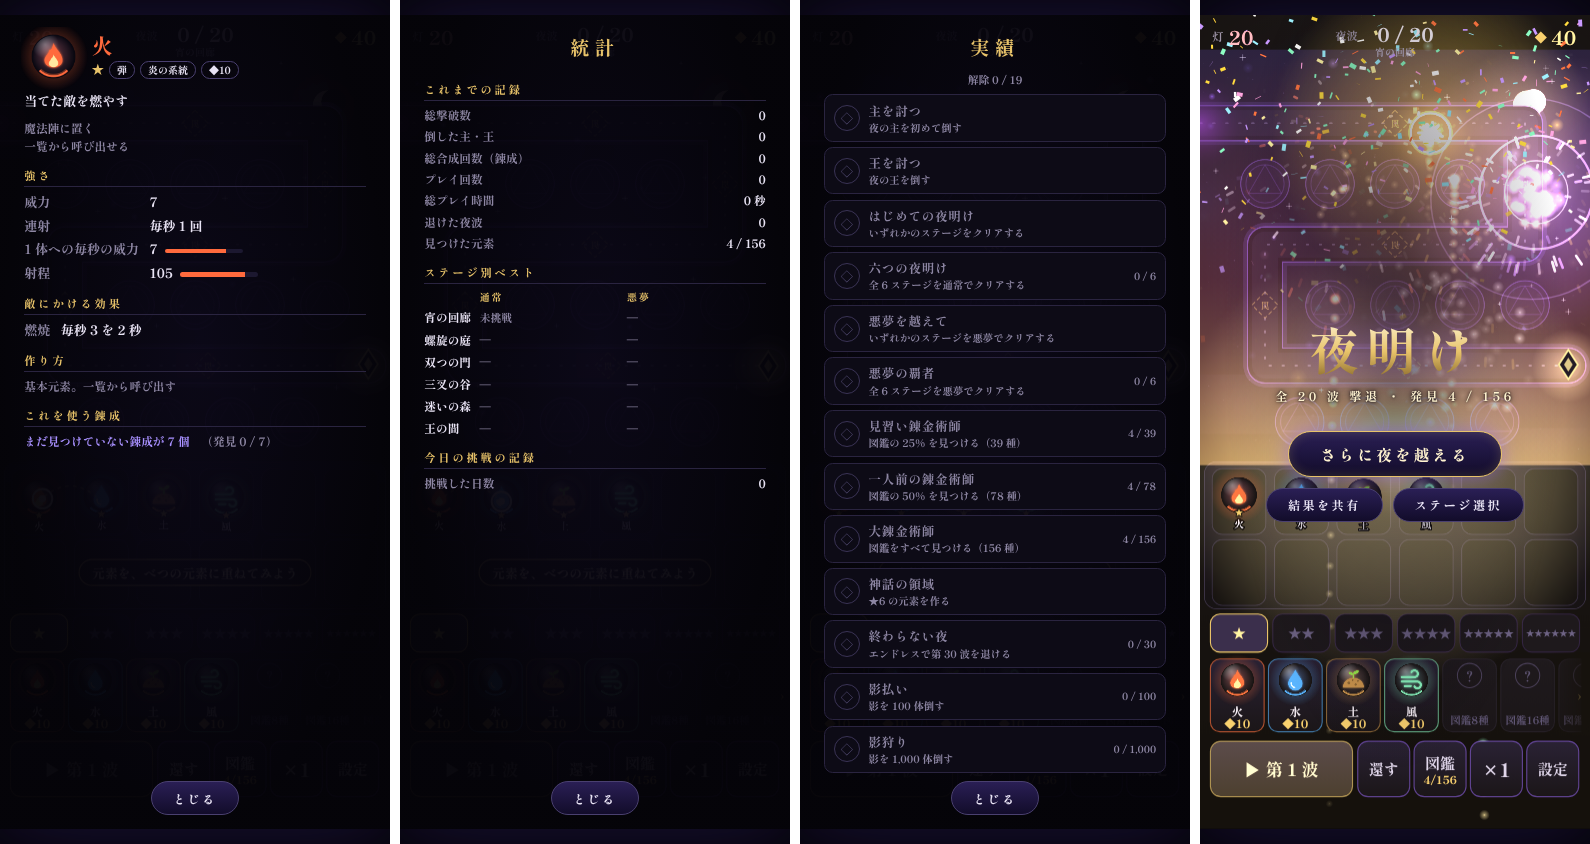 火
★ 弾 炎の系統 ◆10
当てた敵を燃やす
魔法陣に置く
一覧から呼び出せる
強さ
威力 7
連射 毎秒 1 回
1 体への毎秒の威力 7
射程 105
敵にかける効果
燃焼 毎秒 3 を 2 秒
作り方
基本元素。一覧から呼び出す
これを使う錬成
まだ見つけていない錬成が 7 個 （発見 0 / 7）
とじる
統計
これまでの記録
総撃破数 0
倒した主・王 0
総合成回数（錬成） 0
プレイ回数 0
総プレイ時間 0 秒
退けた夜波 0
見つけた元素 4 / 156
ステージ別ベスト
通常 悪夢
宵の回廊 未挑戦 —
螺旋の庭 — —
双つの門 — —
三叉の谷 — —
迷いの森 — —
王の間 — —
今日の挑戦の記録
挑戦した日数 0
元素を、べつの元素に重ねてみよう
とじる
実績
解除 0 / 19
主を討つ
夜の主を初めて倒す
王を討つ
夜の王を倒す
はじめての夜明け
いずれかのステージをクリアする
六つの夜明け
全 6 ステージを通常でクリアする
0 / 6
悪夢を越えて
いずれかのステージを悪夢でクリアする
悪夢の覇者
全 6 ステージを悪夢でクリアする
0 / 6
見習い錬金術師
図鑑の 25% を見つける（39 種）
4 / 39
一人前の錬金術師
図鑑の 50% を見つける（78 種）
4 / 78
大錬金術師
図鑑をすべて見つける（156 種）
4 / 156
神話の領域
★6 の元素を作る
終わらない夜
エンドレスで第 30 波を退ける
0 / 30
影払い
影を 100 体倒す
0 / 100
影狩り
影を 1,000 体倒す
0 / 1,000
とじる
灯 20 夜波 0 / 20 ◆ 40
宵の回廊
夜明け
全 20 波 撃退 ・ 発見 4 / 156
さらに夜を越える
結果を共有 ステージ選択
火 水 土 風
★ ★★ ★★★ ★★★★ ★★★★★ ★★★★★★
火 水 土 風 ? ?
◆10 ◆10 ◆10 ◆10 図鑑8種 図鑑16種
▶ 第 1 波 還す 図鑑 4/156 ×1 設定